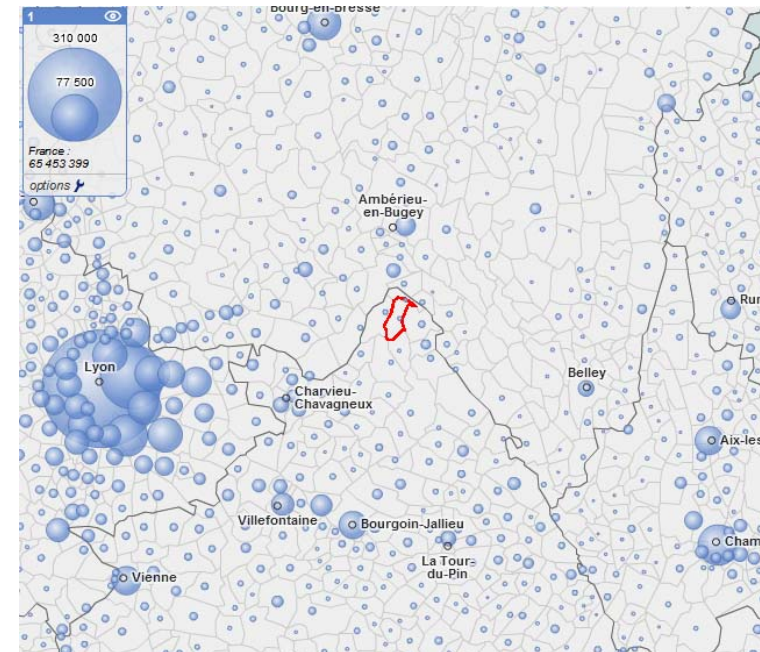 Bourg-en-Bresse
1
310 000
77 500
France :
65 453 399
options
Ambérieu-
en-Bugey
Rum
Lyon
Belley
Charvieu-
Chavagneux
Aix-les
Villefontaine
Bourgoin-Jallieu
Cham
La Tour-
du-Pin
Vienne